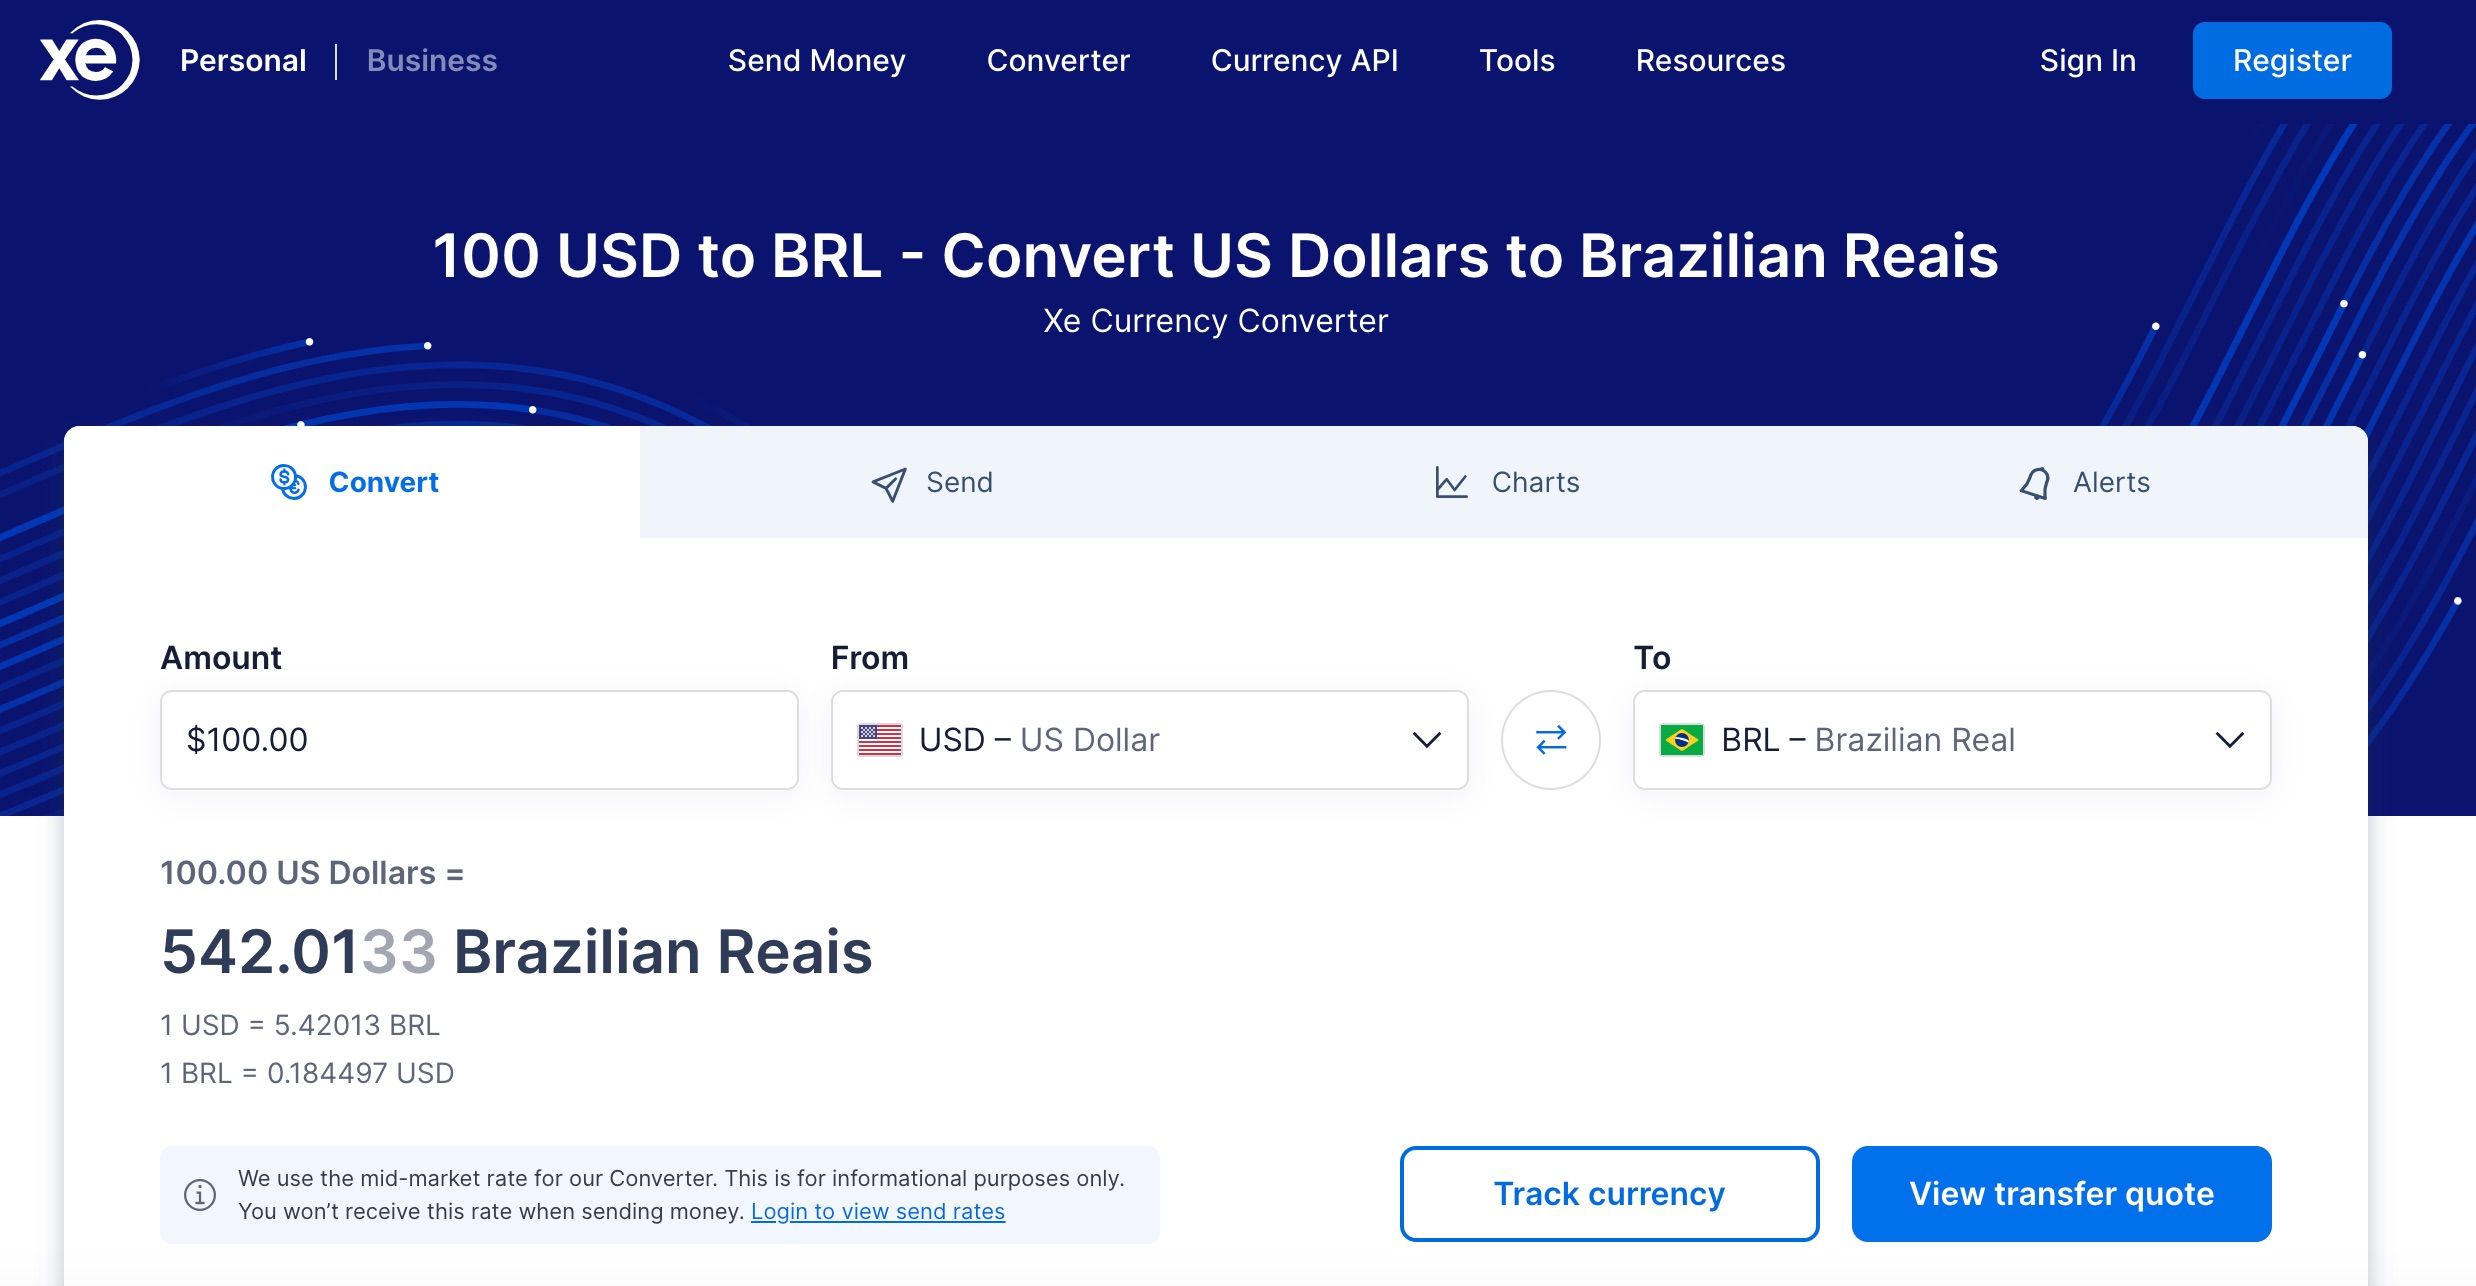 xe Personal Business Send Money Converter Currency API Tools Resources Sign In Register
100 USD to BRL - Convert US Dollars to Brazilian Reais
Xe Currency Converter
Convert Send Charts Alerts
Amount From To
$100.00 USD – US Dollar BRL – Brazilian Real
100.00 US Dollars =
542.0133 Brazilian Reais
1 USD = 5.42013 BRL
1 BRL = 0.184497 USD
We use the mid-market rate for our Converter. This is for informational purposes only.
You won’t receive this rate when sending money. Login to view send rates
Track currency View transfer quote